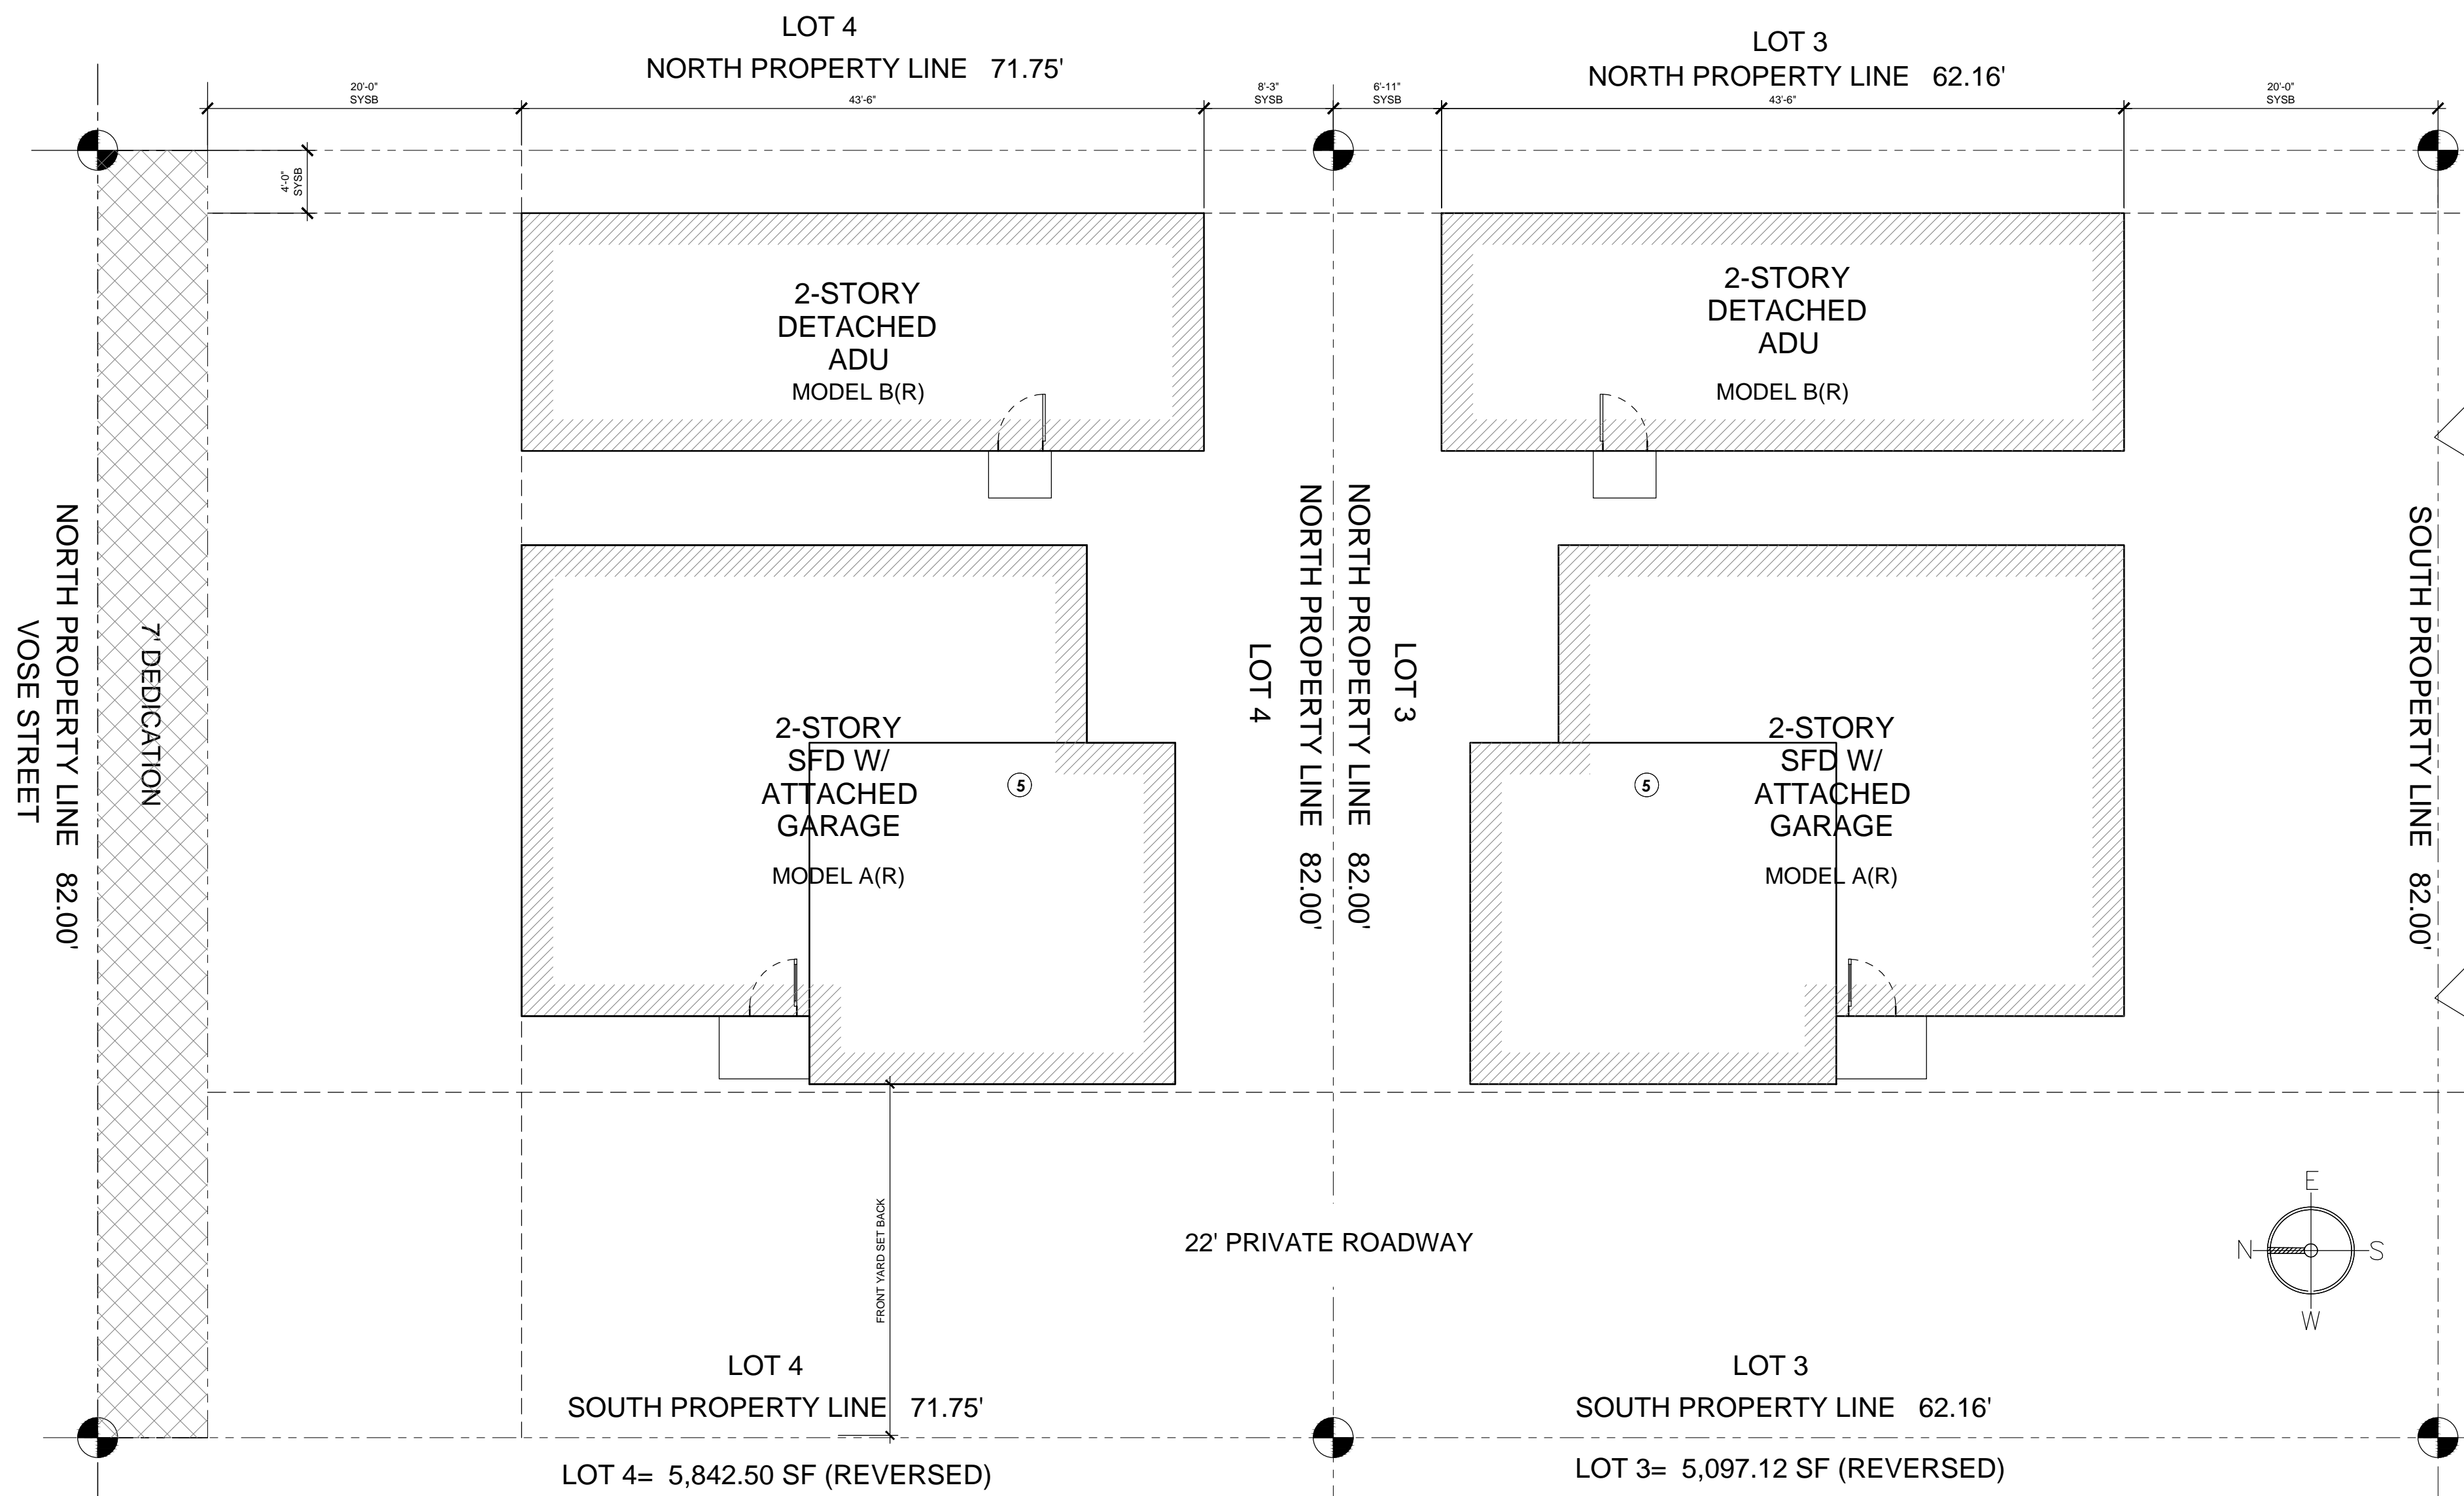 LOT 4
NORTH PROPERTY LINE 71.75'
LOT 3
NORTH PROPERTY LINE 62.16'
20'-0"
SYSB
43'-6"
8'-3"
SYSB
6'-11"
SYSB
43'-6"
20'-0"
SYSB
4'-0"
SYSB
2-STORY
DETACHED
ADU
MODEL B(R)
2-STORY
DETACHED
ADU
MODEL B(R)
NORTH PROPERTY LINE 82.00'
VOSE STREET
7' DEDICATION
LOT 4
NORTH PROPERTY LINE 82.00'
NORTH PROPERTY LINE 82.00'
LOT 3
SOUTH PROPERTY LINE 82.00'
2-STORY
SFD W/
ATTACHED
GARAGE
MODEL A(R)
5
2-STORY
SFD W/
ATTACHED
GARAGE
MODEL A(R)
5
FRONT YARD SET BACK
22' PRIVATE ROADWAY
E
N
S
W
LOT 4
SOUTH PROPERTY LINE 71.75'
LOT 3
SOUTH PROPERTY LINE 62.16'
LOT 4= 5,842.50 SF (REVERSED)
LOT 3= 5,097.12 SF (REVERSED)